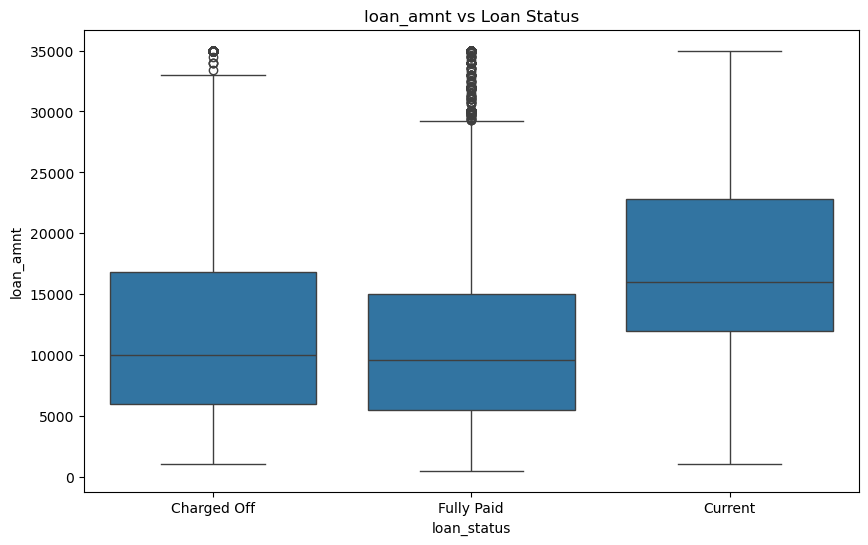 loan_amnt vs Loan Status
35000
30000
25000
20000
15000
10000
5000
0
loan_amnt
Charged Off
Fully Paid
Current
loan_status